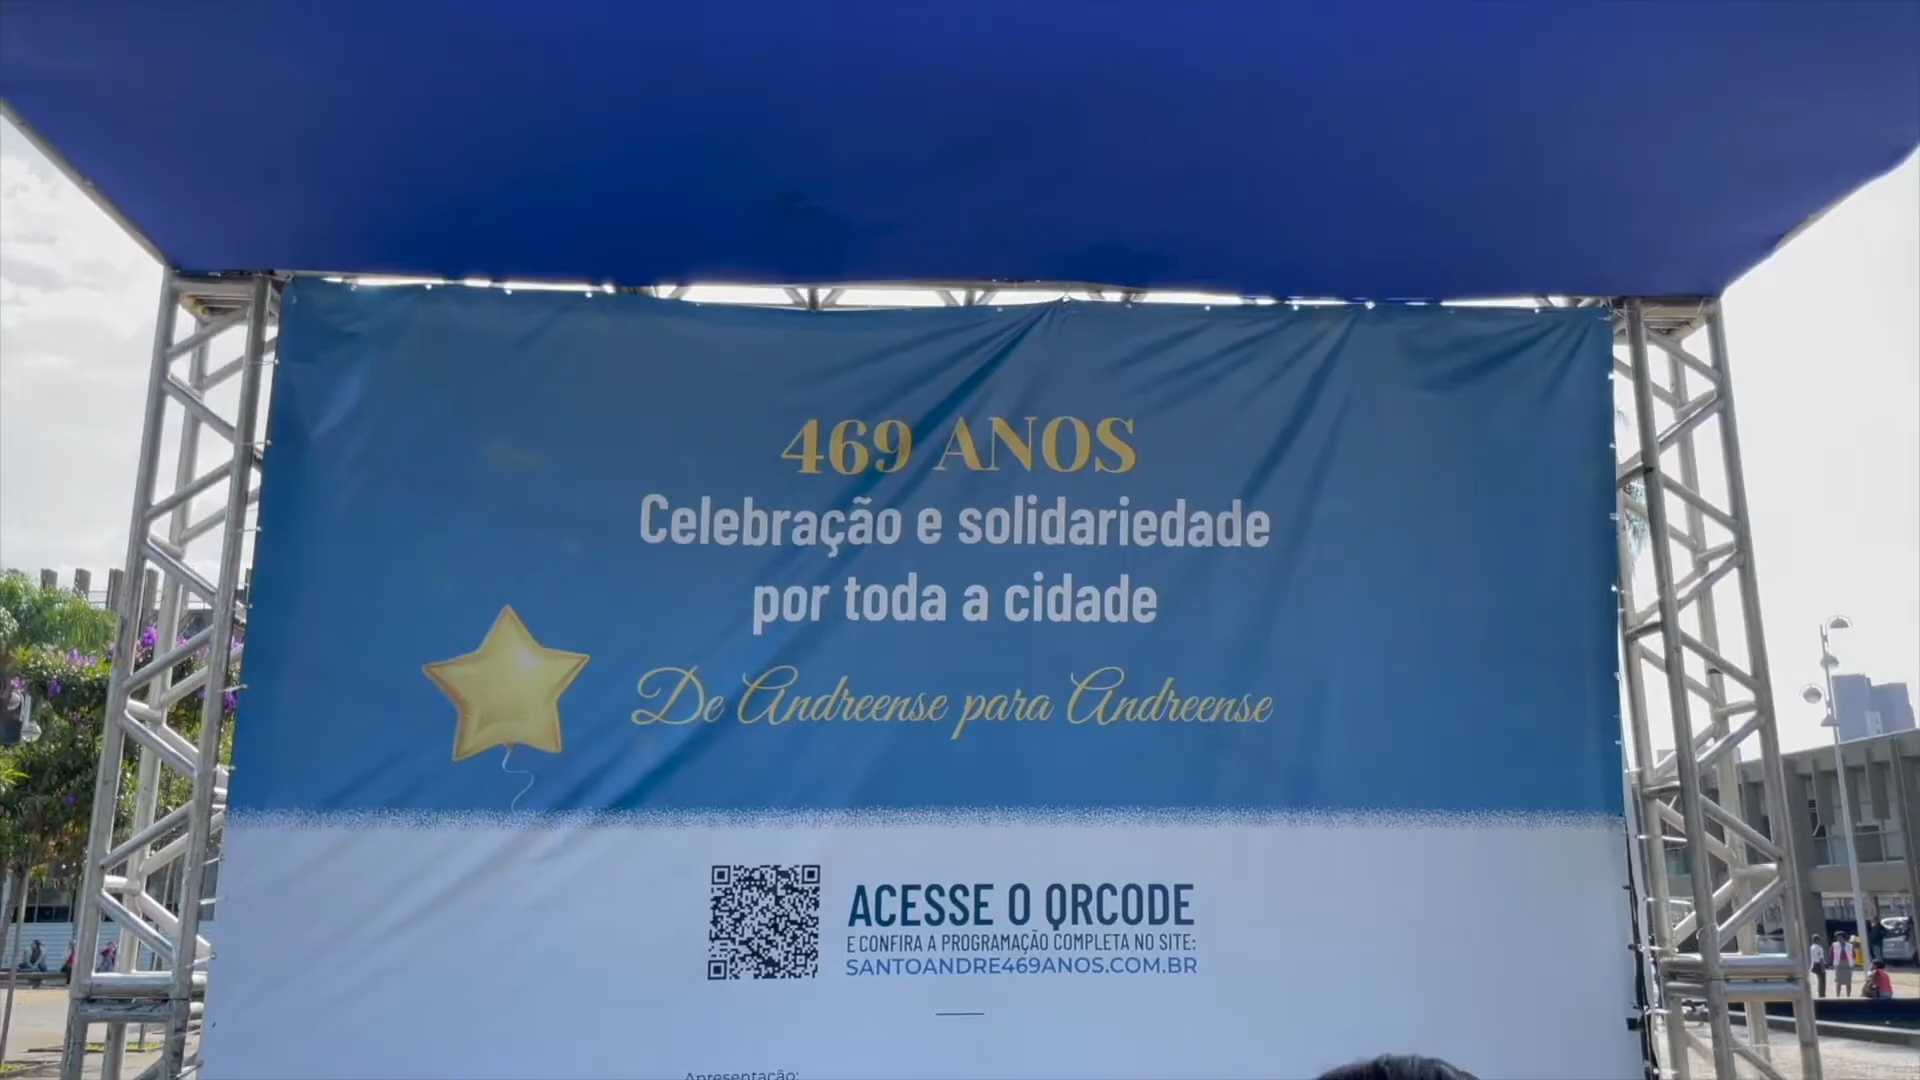 469 ANOS
Celebração e solidariedade
por toda a cidade
De Andreense para Andreense
ACESSE O QRCODE
E CONFIRA A PROGRAMAÇÃO COMPLETA NO SITE:
SANTOANDRE469ANOS.COM.BR
Apresentação: